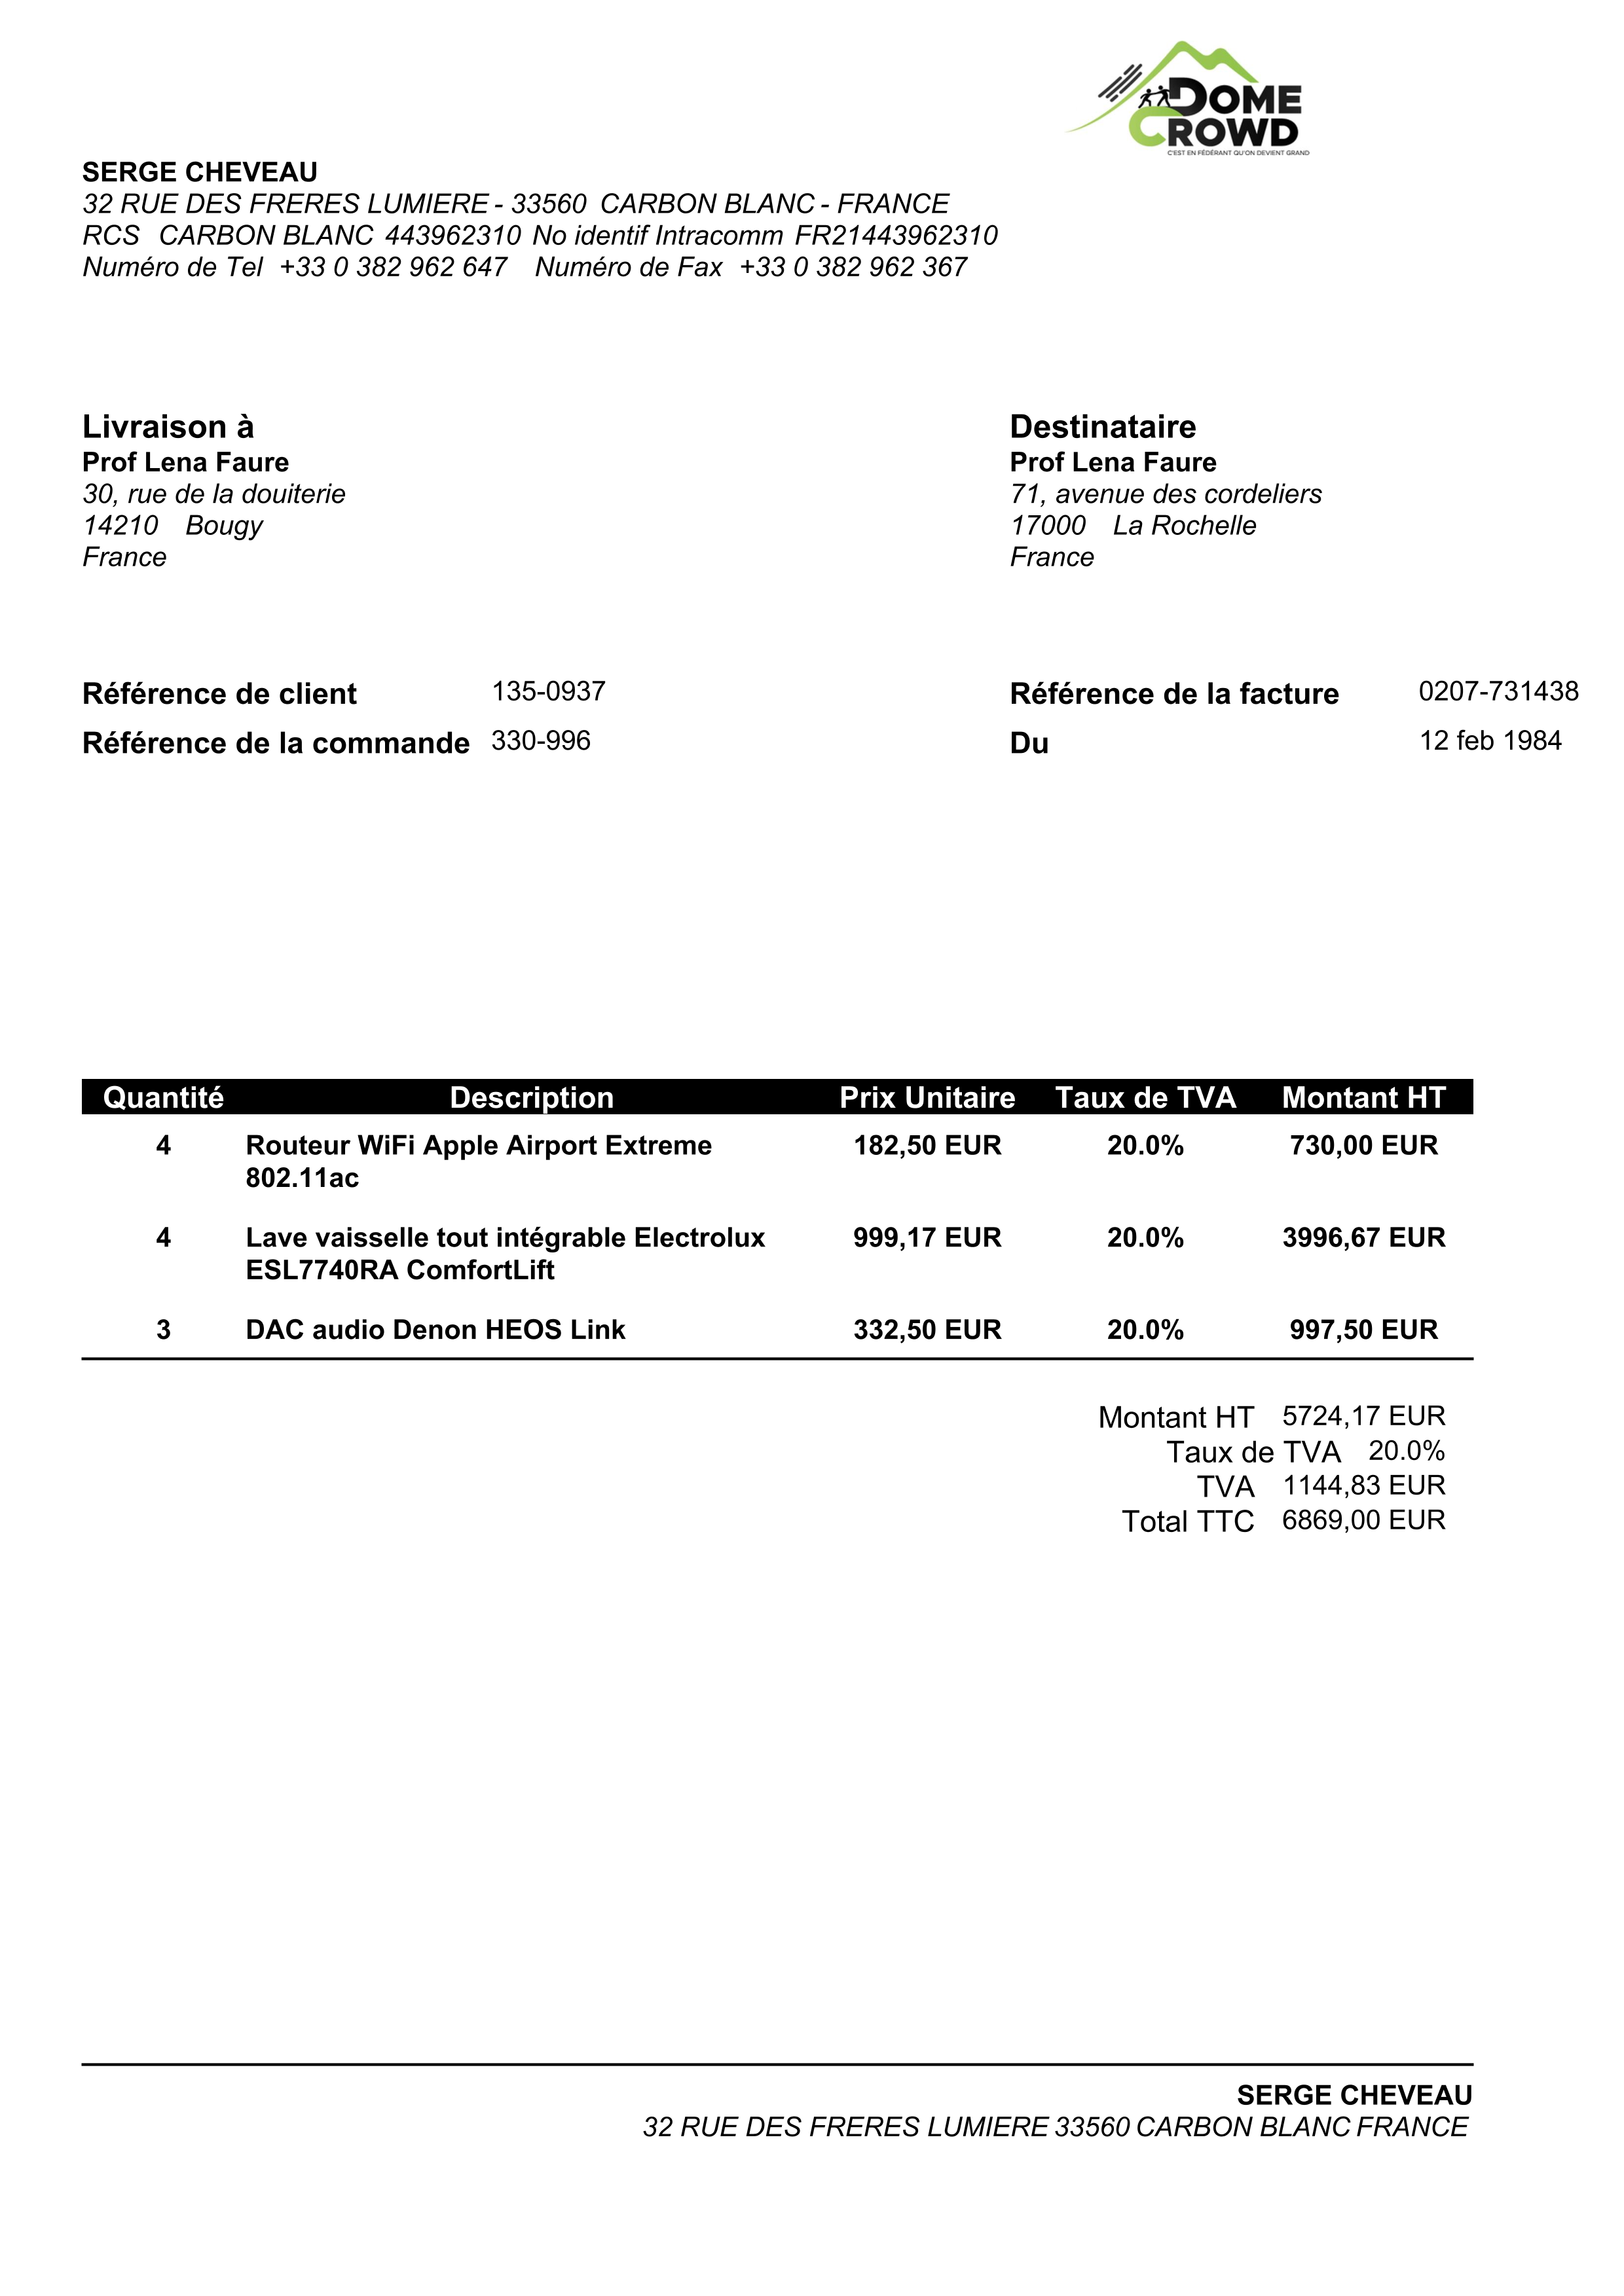 DOME
CROWD
C'EST EN FÉDÉRANT QU'ON DEVIENT GRAND
SERGE CHEVEAU
32 RUE DES FRERES LUMIERE - 33560 CARBON BLANC - FRANCE
RCS CARBON BLANC 443962310 No identif Intracomm FR21443962310
Numéro de Tel +33 0 382 962 647 Numéro de Fax +33 0 382 962 367
Livraison à
Prof Lena Faure
30, rue de la douiterie
14210 Bougy
France
Destinataire
Prof Lena Faure
71, avenue des cordeliers
17000 La Rochelle
France
Référence de client 135-0937
Référence de la commande 330-996
Référence de la facture 0207-731438
Du 12 feb 1984
Quantité Description Prix Unitaire Taux de TVA Montant HT
4 Routeur WiFi Apple Airport Extreme 182,50 EUR 20.0% 730,00 EUR
802.11ac
4 Lave vaisselle tout intégrable Electrolux 999,17 EUR 20.0% 3996,67 EUR
ESL7740RA ComfortLift
3 DAC audio Denon HEOS Link 332,50 EUR 20.0% 997,50 EUR
Montant HT 5724,17 EUR
Taux de TVA 20.0%
TVA 1144,83 EUR
Total TTC 6869,00 EUR
SERGE CHEVEAU
32 RUE DES FRERES LUMIERE 33560 CARBON BLANC FRANCE